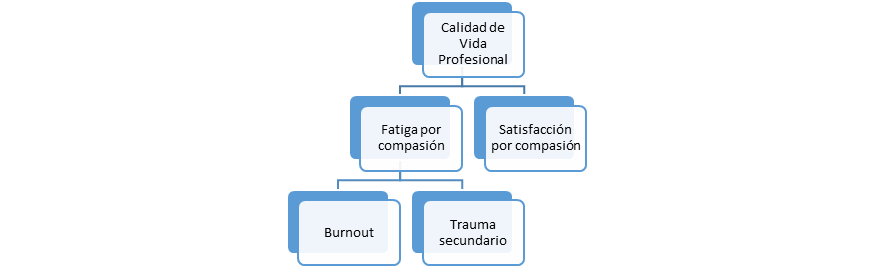 Calidad de
Vida
Profesional
Fatiga por
compasión
Satisfacción
por compasión
Burnout
Trauma
secundario